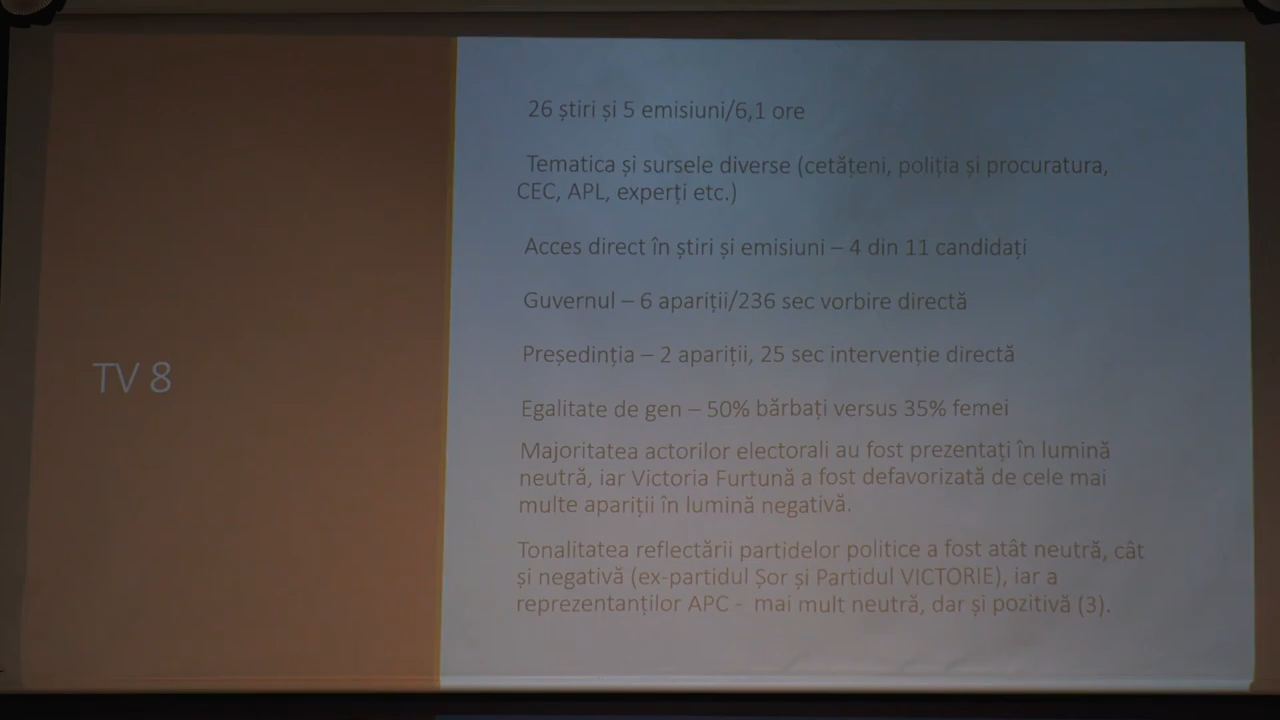 TV 8
26 știri și 5 emisiuni/6,1 ore
Tematica și sursele diverse (cetățeni, poliția și procuratura,
CEC, APL, experți etc.)
Acces direct în știri și emisiuni – 4 din 11 candidați
Guvernul – 6 apariții/236 sec vorbire directă
Președinția – 2 apariții, 25 sec intervenție directă
Egalitate de gen – 50% bărbați versus 35% femei
Majoritatea actorilor electorali au fost prezentați în lumină
neutră, iar Victoria Furtună a fost defavorizată de cele mai
multe apariții în lumină negativă.
Tonalitatea reflectării partidelor politice a fost atât neutră, cât
și negativă (ex-partidul Șor și Partidul VICTORIE), iar a
reprezentanților APC - mai mult neutră, dar și pozitivă (3).